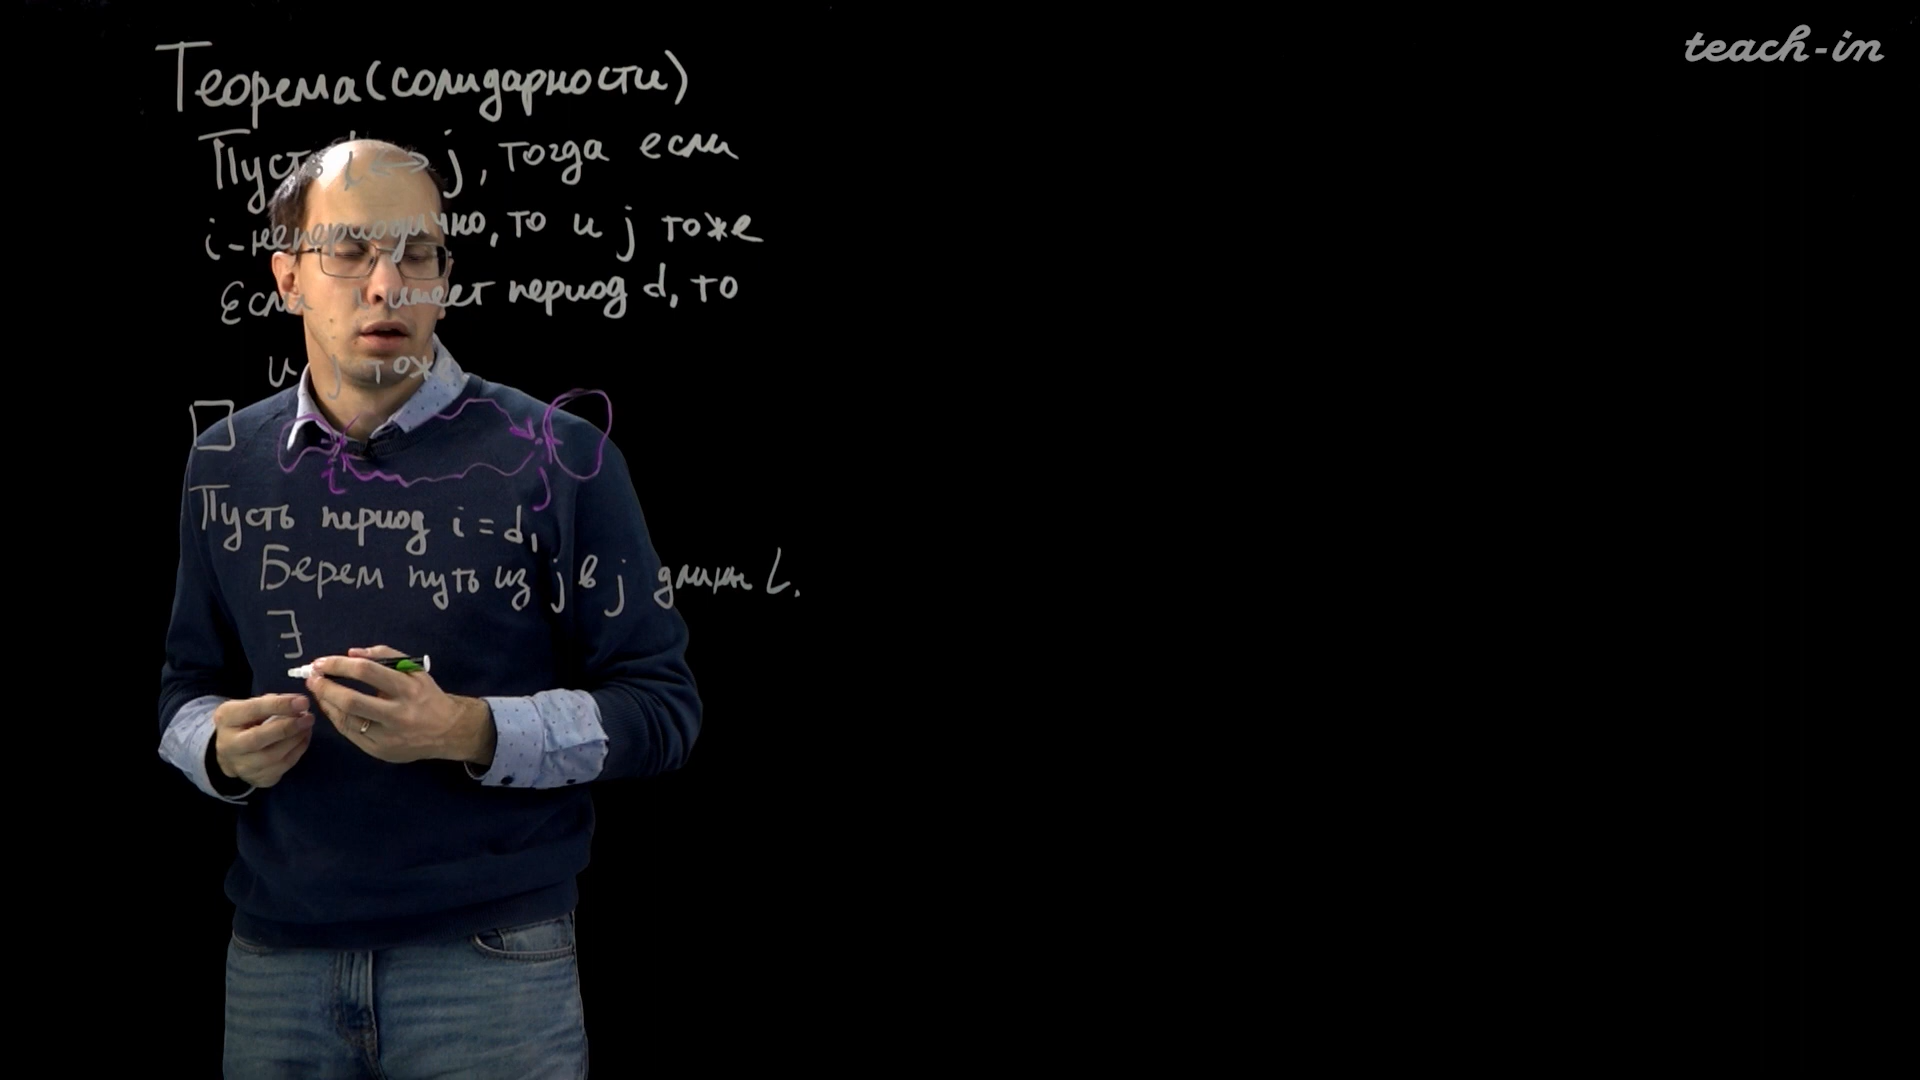 teach-in
Теорема (солидарности)
Пусть i ↔ j, тогда если
i - непериодично, то и j тоже
Если i имеет период d, то
и j тоже
i j
Пусть период i = d,
Берем путь из j в j длины L.
∃